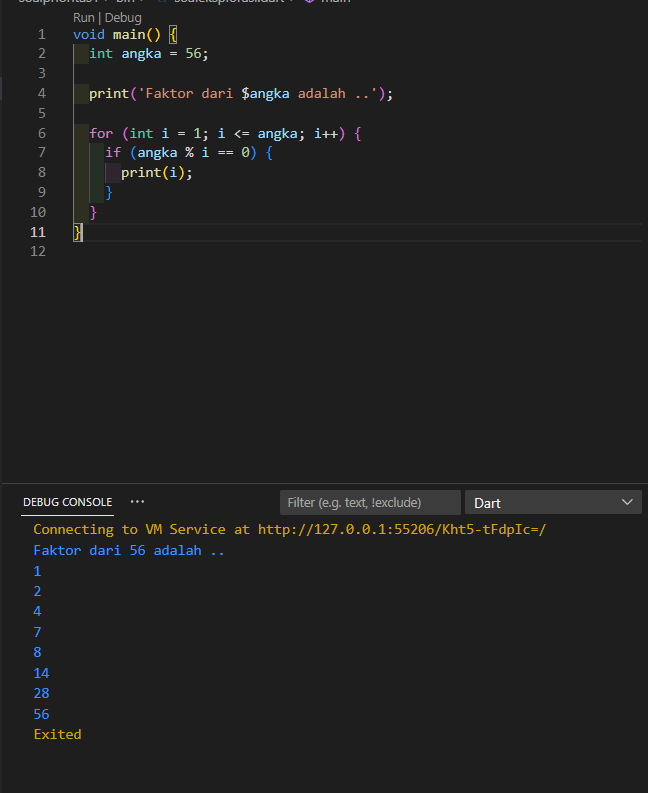 Run | Debug
1 void main() {
2 int angka = 56;
3
4 print('Faktor dari $angka adalah ..');
5
6 for (int i = 1; i <= angka; i++) {
7 if (angka % i == 0) {
8 print(i);
9 }
10 }
11 }
12
DEBUG CONSOLE ··· Filter (e.g. text, !exclude) Dart
Connecting to VM Service at http://127.0.0.1:55206/Kht5-tFdpIc=/
Faktor dari 56 adalah ..
1
2
4
7
8
14
28
56
Exited